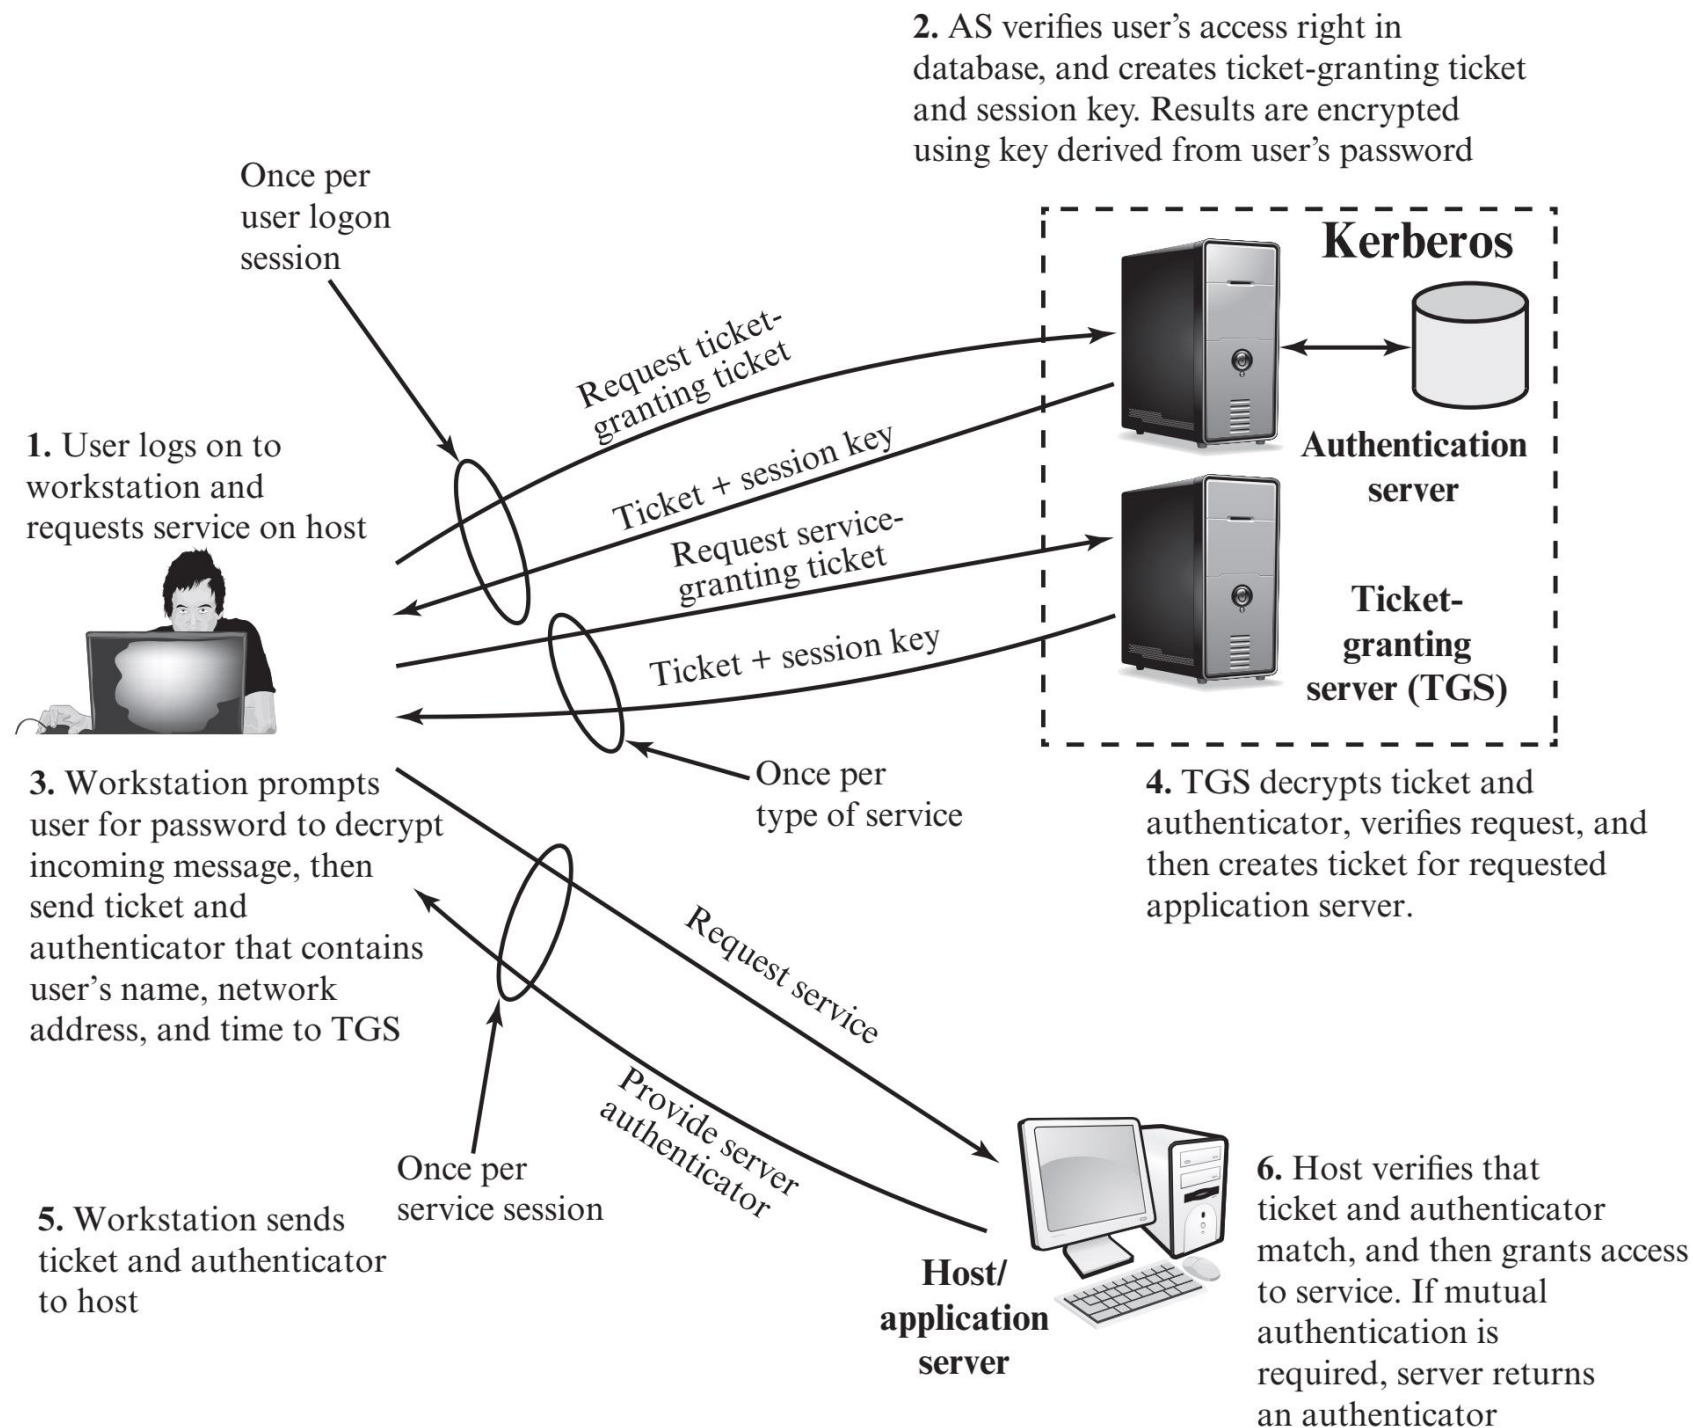 2. AS verifies user's access right in
database, and creates ticket-granting ticket
and session key. Results are encrypted
using key derived from user's password
Once per
user logon
session
Kerberos
Request ticket-
granting ticket
1. User logs on to
workstation and
requests service on host
Ticket + session key
Authentication
server
Request service-
granting ticket
Ticket-
granting
server (TGS)
Ticket + session key
Once per
type of service
3. Workstation prompts
user for password to decrypt
incoming message, then
send ticket and
authenticator that contains
user's name, network
address, and time to TGS
4. TGS decrypts ticket and
authenticator, verifies request, and
then creates ticket for requested
application server.
Request service
Provide server
authenticator
Once per
service session
5. Workstation sends
ticket and authenticator
to host
Host/
application
server
6. Host verifies that
ticket and authenticator
match, and then grants access
to service. If mutual
authentication is
required, server returns
an authenticator